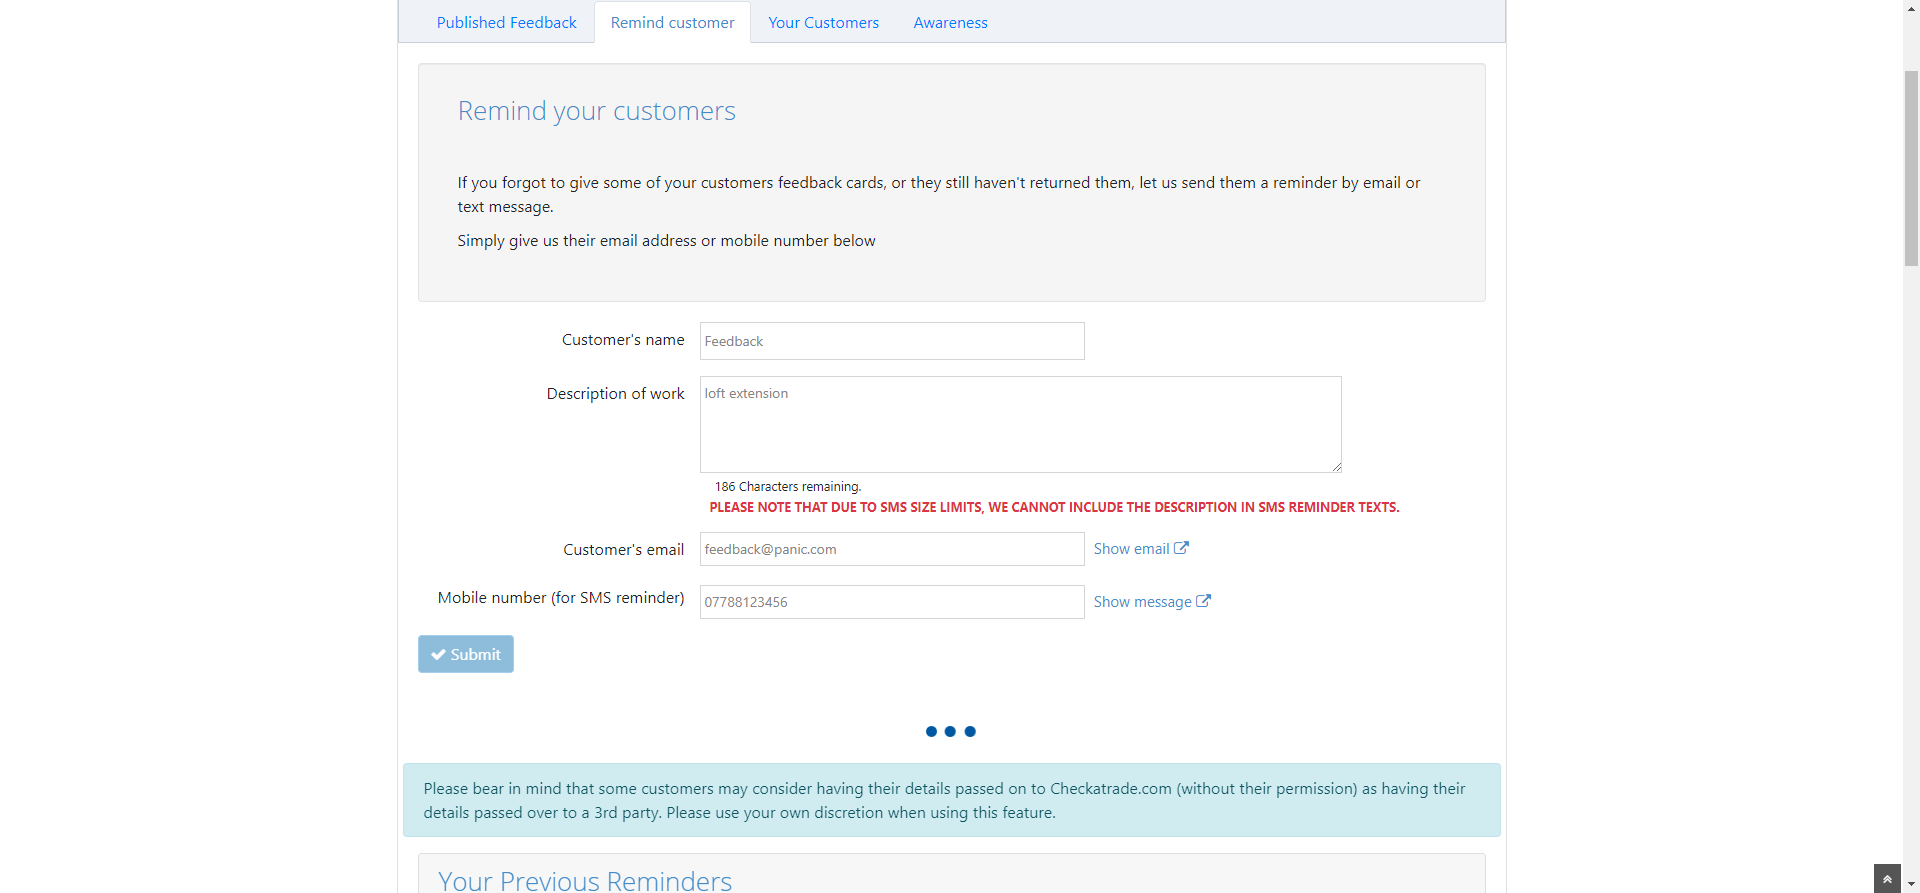 Published Feedback
Remind customer
Your Customers
Awareness
Remind your customers
If you forgot to give some of your customers feedback cards, or they still haven't returned them, let us send them a reminder by email or
text message.
Simply give us their email address or mobile number below
Customer's name
Feedback
Description of work
loft extension
186 Characters remaining.
PLEASE NOTE THAT DUE TO SMS SIZE LIMITS, WE CANNOT INCLUDE THE DESCRIPTION IN SMS REMINDER TEXTS.
Customer's email
feedback@panic.com
Show email
Mobile number (for SMS reminder)
07788123456
Show message
Submit
Please bear in mind that some customers may consider having their details passed on to Checkatrade.com (without their permission) as having their
details passed over to a 3rd party. Please use your own discretion when using this feature.
Your Previous Reminders